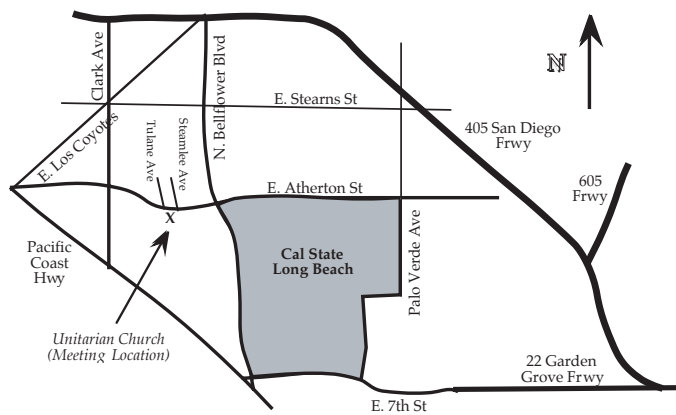 N
Clark Ave
N. Bellflower Blvd
E. Stearns St
405 San Diego
Frwy
E. Los Coyotes
Tulane Ave
Steamlee Ave
605
Frwy
E. Atherton St
X
Pacific
Coast
Hwy
Cal State
Long Beach
Palo Verde Ave
Unitarian Church
(Meeting Location)
22 Garden
Grove Frwy
E. 7th St